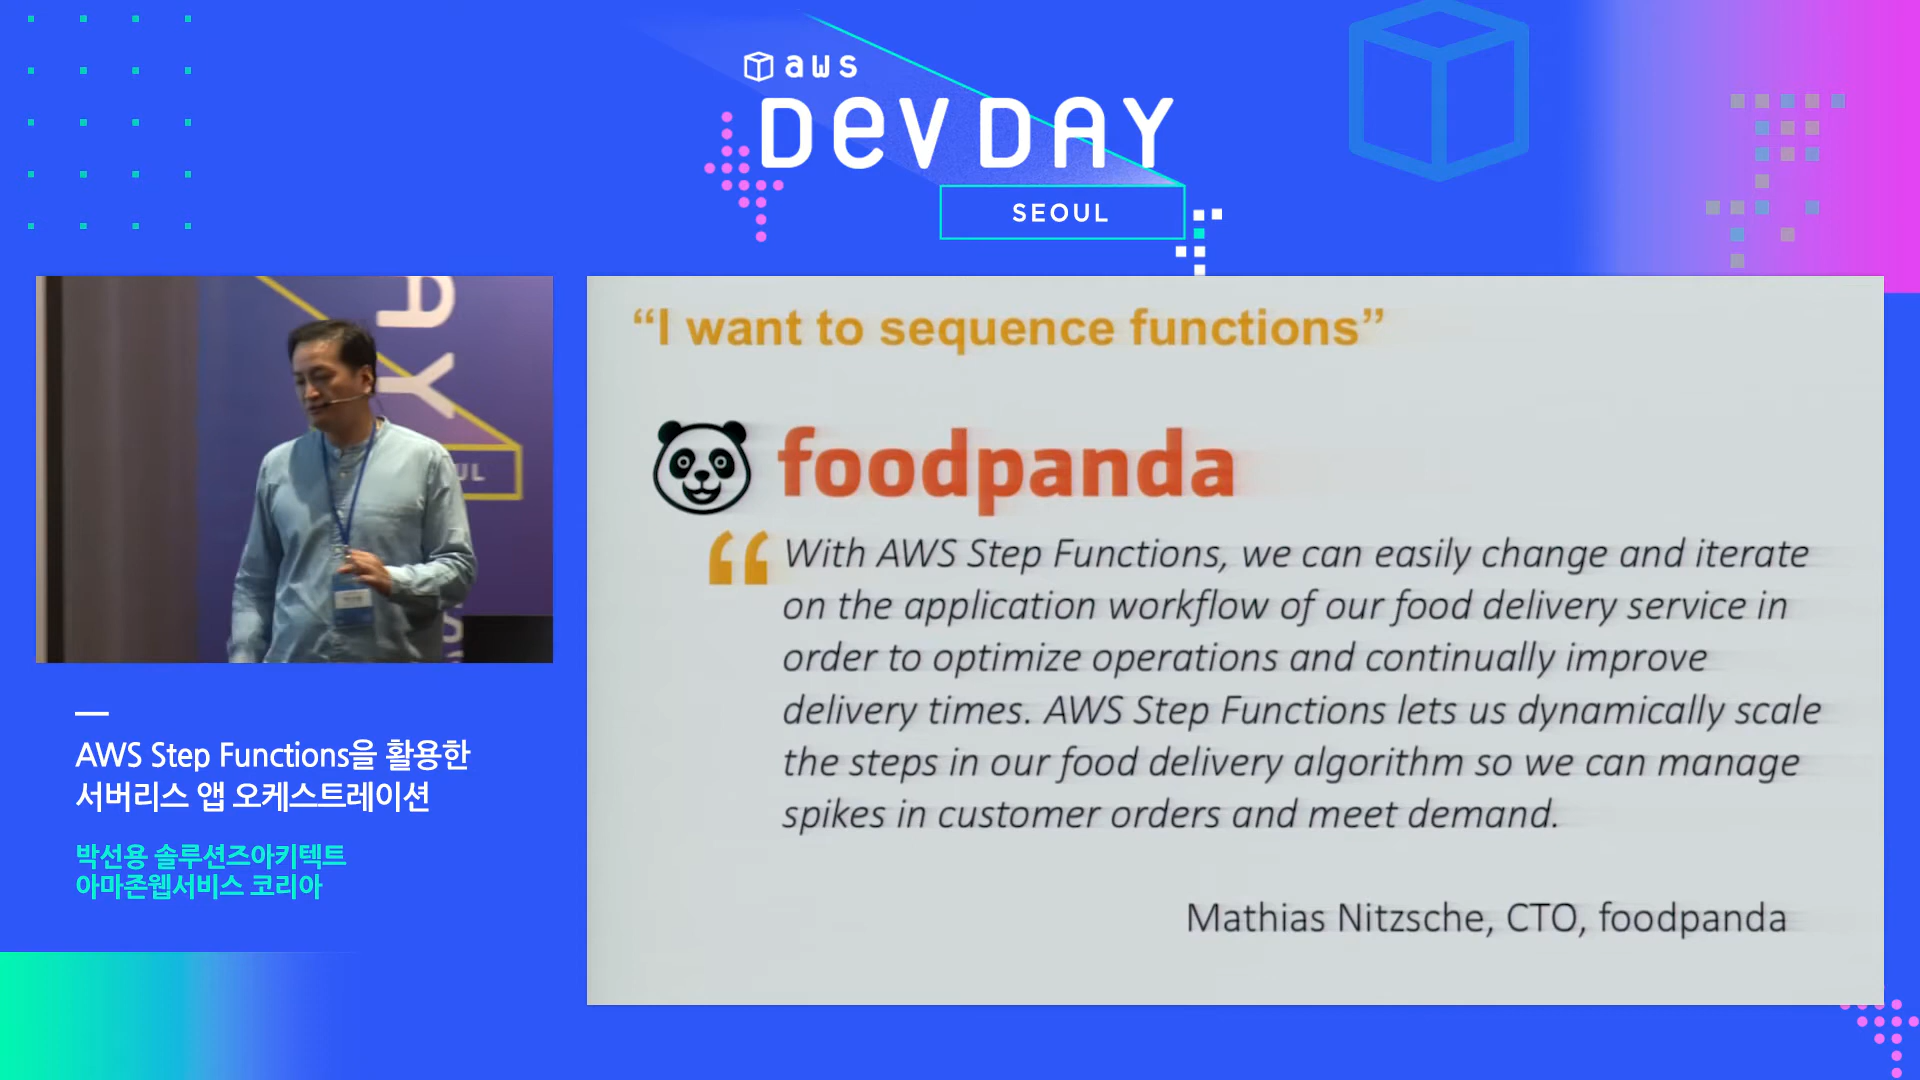 aws
DEV DAY
SEOUL
AY
UL
AWS Step Functions을 활용한
서버리스 앱 오케스트레이션
박선용 솔루션즈아키텍트
아마존웹서비스 코리아
“I want to sequence functions”
foodpanda
“With AWS Step Functions, we can easily change and iterate
on the application workflow of our food delivery service in
order to optimize operations and continually improve
delivery times. AWS Step Functions lets us dynamically scale
the steps in our food delivery algorithm so we can manage
spikes in customer orders and meet demand.
Mathias Nitzsche, CTO, foodpanda